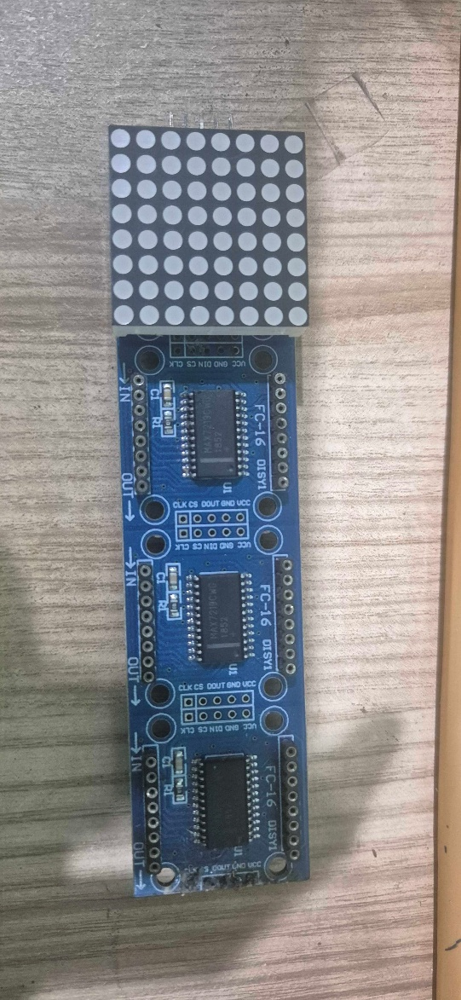 VCC GND DIN CS CLK
IN
C1
R1
MAX7219CWG
1852
FC-16
DISY1
U1
OUT
CLK CS DOUT GND VCC
VCC GND DIN CS CLK
IN
C1
R1
MAX7219CWG
1852
FC-16
DISY1
U1
OUT
CLK CS DOUT GND VCC
VCC GND DIN CS CLK
IN
C1
R1
FC-16
DISY1
U1
OUT
CLK CS DOUT GND VCC